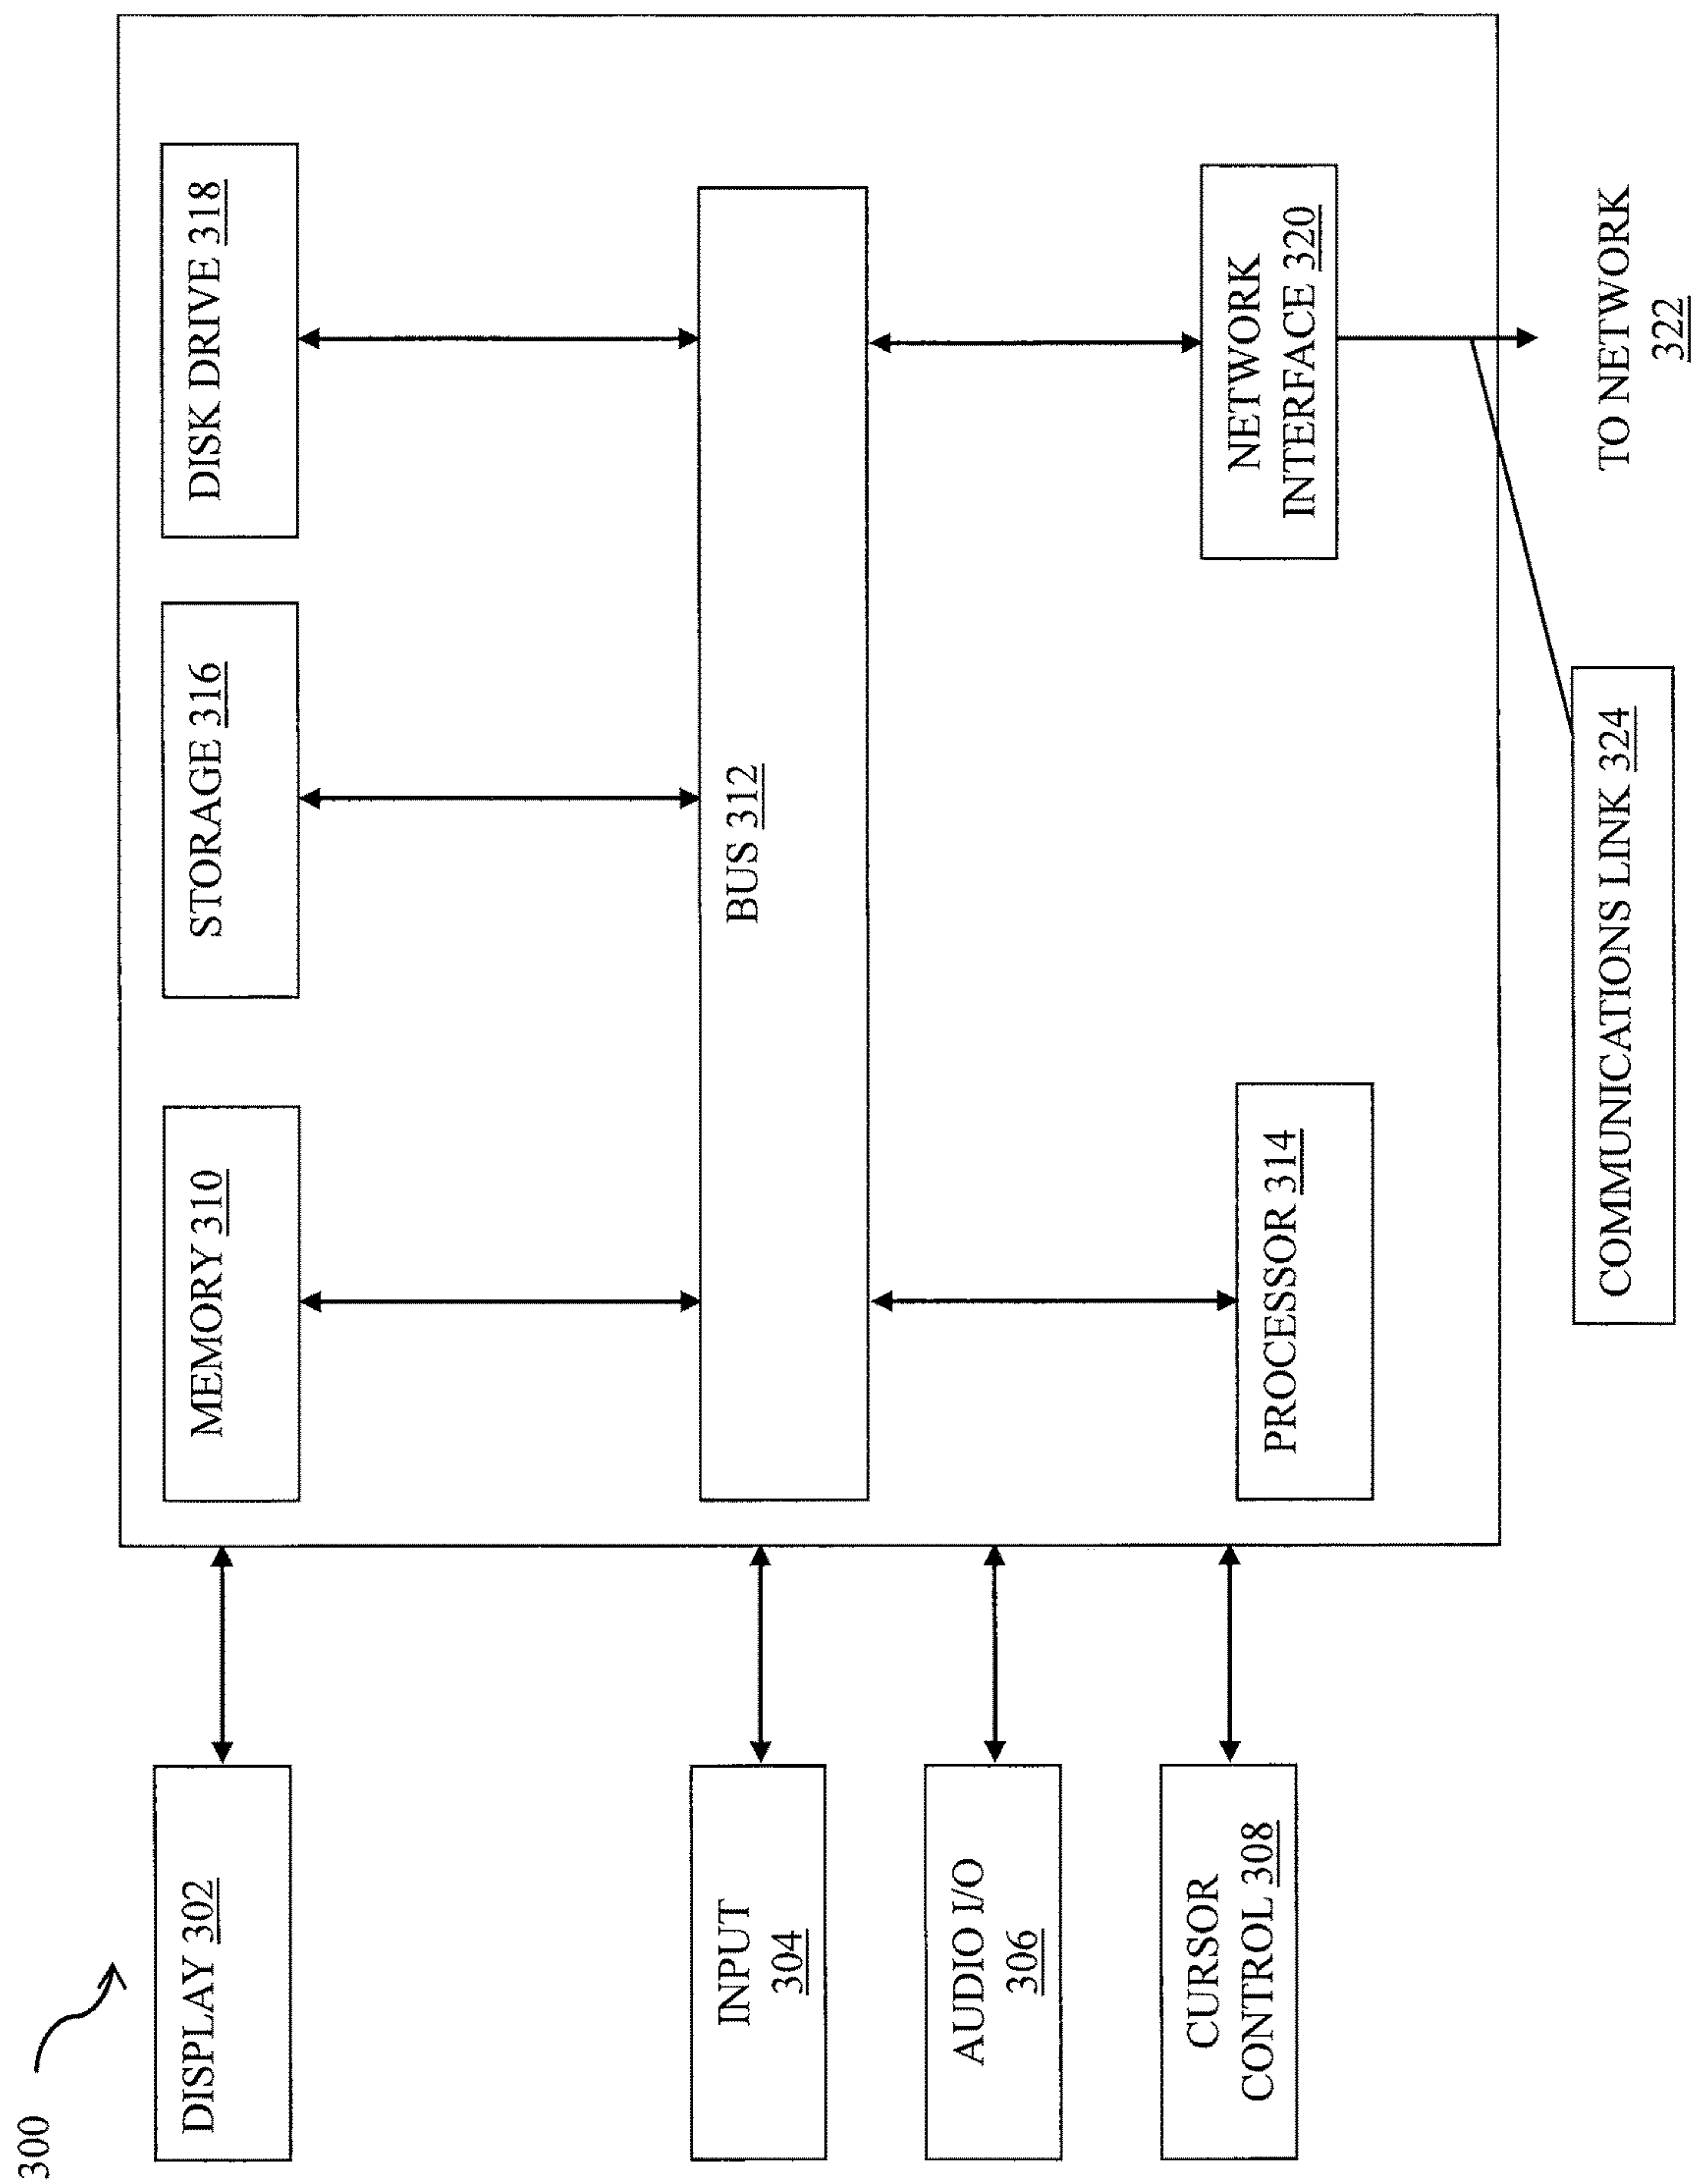 300
DISPLAY 302
MEMORY 310
STORAGE 316
DISK DRIVE 318
INPUT
304
BUS 312
AUDIO I/O
306
CURSOR
CONTROL 308
PROCESSOR 314
NETWORK
INTERFACE 320
COMMUNICATIONS LINK 324
TO NETWORK
322